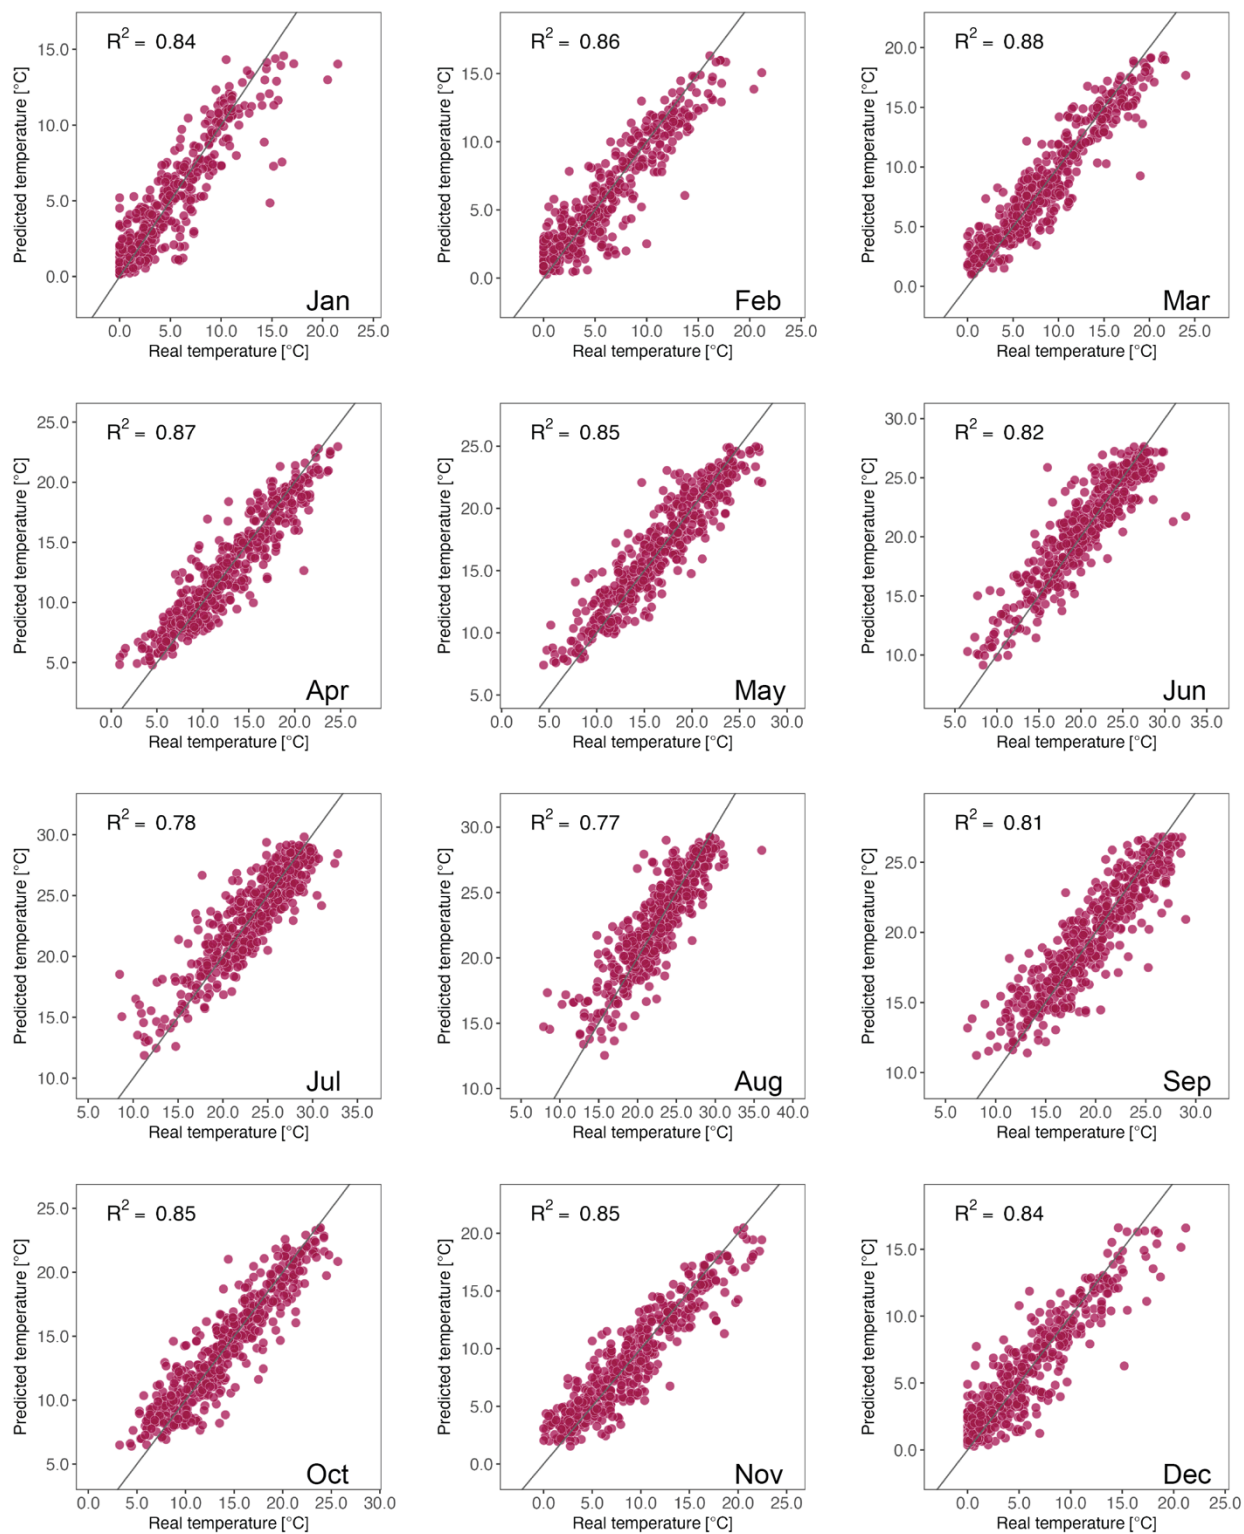 R2 = 0.84
Predicted temperature [°C]
15.0
10.0
5.0
0.0
Jan
0.0 5.0 10.0 15.0 20.0 25.0
Real temperature [°C]
R2 = 0.86
Predicted temperature [°C]
15.0
10.0
5.0
0.0
Feb
0.0 5.0 10.0 15.0 20.0 25.0
Real temperature [°C]
R2 = 0.88
Predicted temperature [°C]
20.0
15.0
10.0
5.0
0.0
Mar
0.0 5.0 10.0 15.0 20.0 25.0
Real temperature [°C]
R2 = 0.87
Predicted temperature [°C]
25.0
20.0
15.0
10.0
5.0
Apr
0.0 5.0 10.0 15.0 20.0 25.0
Real temperature [°C]
R2 = 0.85
Predicted temperature [°C]
25.0
20.0
15.0
10.0
5.0
May
0.0 5.0 10.0 15.0 20.0 25.0 30.0
Real temperature [°C]
R2 = 0.82
Predicted temperature [°C]
30.0
25.0
20.0
15.0
10.0
Jun
5.0 10.0 15.0 20.0 25.0 30.0 35.0
Real temperature [°C]
R2 = 0.78
Predicted temperature [°C]
30.0
25.0
20.0
15.0
10.0
Jul
5.0 10.0 15.0 20.0 25.0 30.0 35.0
Real temperature [°C]
R2 = 0.77
Predicted temperature [°C]
30.0
25.0
20.0
15.0
10.0
Aug
5.0 10.0 15.0 20.0 25.0 30.0 35.0 40.0
Real temperature [°C]
R2 = 0.81
Predicted temperature [°C]
25.0
20.0
15.0
10.0
Sep
5.0 10.0 15.0 20.0 25.0 30.0
Real temperature [°C]
R2 = 0.85
Predicted temperature [°C]
25.0
20.0
15.0
10.0
5.0
Oct
0.0 5.0 10.0 15.0 20.0 25.0 30.0
Real temperature [°C]
R2 = 0.85
Predicted temperature [°C]
20.0
15.0
10.0
5.0
0.0
Nov
0.0 5.0 10.0 15.0 20.0 25.0
Real temperature [°C]
R2 = 0.84
Predicted temperature [°C]
15.0
10.0
5.0
0.0
Dec
0.0 5.0 10.0 15.0 20.0 25.0
Real temperature [°C]